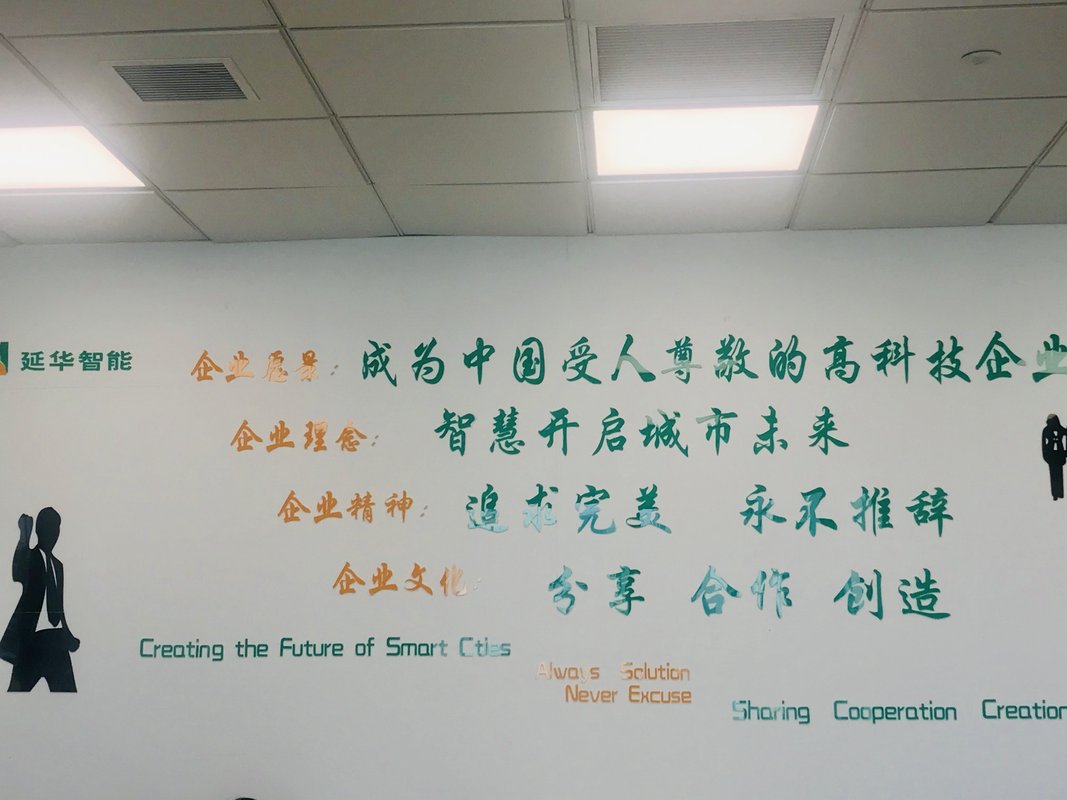 延华智能
企业愿景：成为中国受人尊敬的高科技企业
企业理念：智慧开启城市未来
企业精神：追求完美 永不推辞
企业文化：分享 合作 创造
Creating the Future of Smart Cties
Always Solution
Never Excuse
Sharing Cooperation Creation